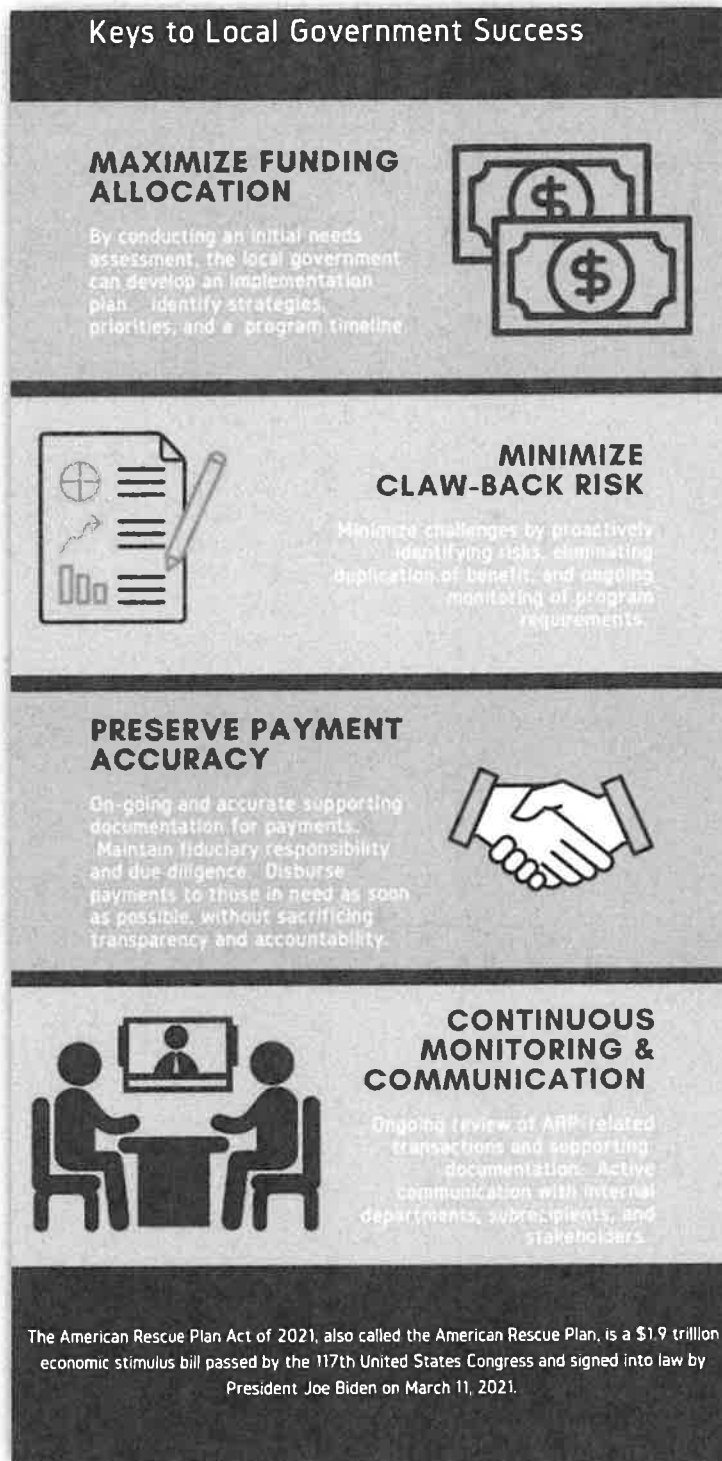 Keys to Local Government Success
MAXIMIZE FUNDING
ALLOCATION
By conducting an initial needs
assessment, the local government
can develop an implementation
plan. identify strategies,
priorities, and a program timeline.
MINIMIZE
CLAW-BACK RISK
Minimize challenges by proactively
identifying risks, eliminating
duplication of benefit, and ongoing
monitoring of program
requirements.
PRESERVE PAYMENT
ACCURACY
On-going and accurate supporting
documentation for payments.
Maintain fiduciary responsibility
and due diligence. Disburse
payments to those in need as soon
as possible, without sacrificing
transparency and accountability.
CONTINUOUS
MONITORING &
COMMUNICATION
Ongoing review of ARP-related
transactions and supporting
documentation. Active
communication with internal
departments, subrecipients, and
stakeholders.
The American Rescue Plan Act of 2021, also called the American Rescue Plan, is a $1.9 trillion
economic stimulus bill passed by the 117th United States Congress and signed into law by
President Joe Biden on March 11, 2021.